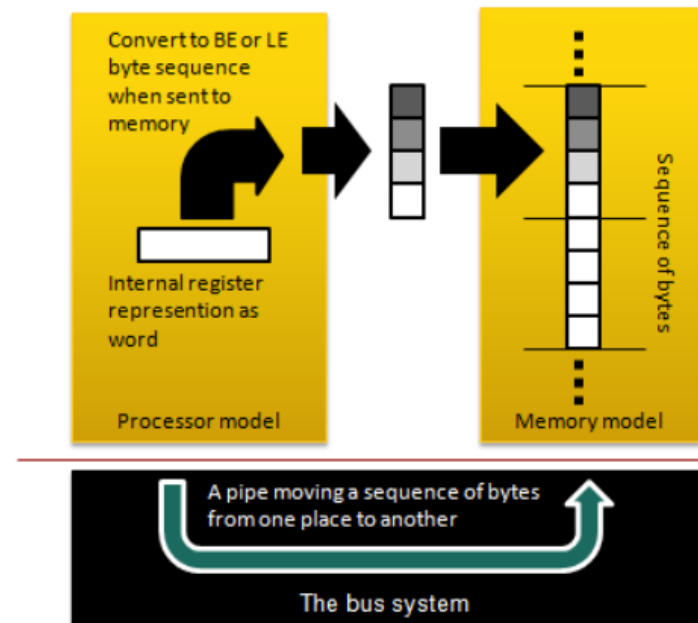 Convert to BE or LE
byte sequence
when sent to
memory
Internal register
represention as
word
Processor model
Sequence of bytes
Memory model
A pipe moving a sequence of bytes
from one place to another
The bus system